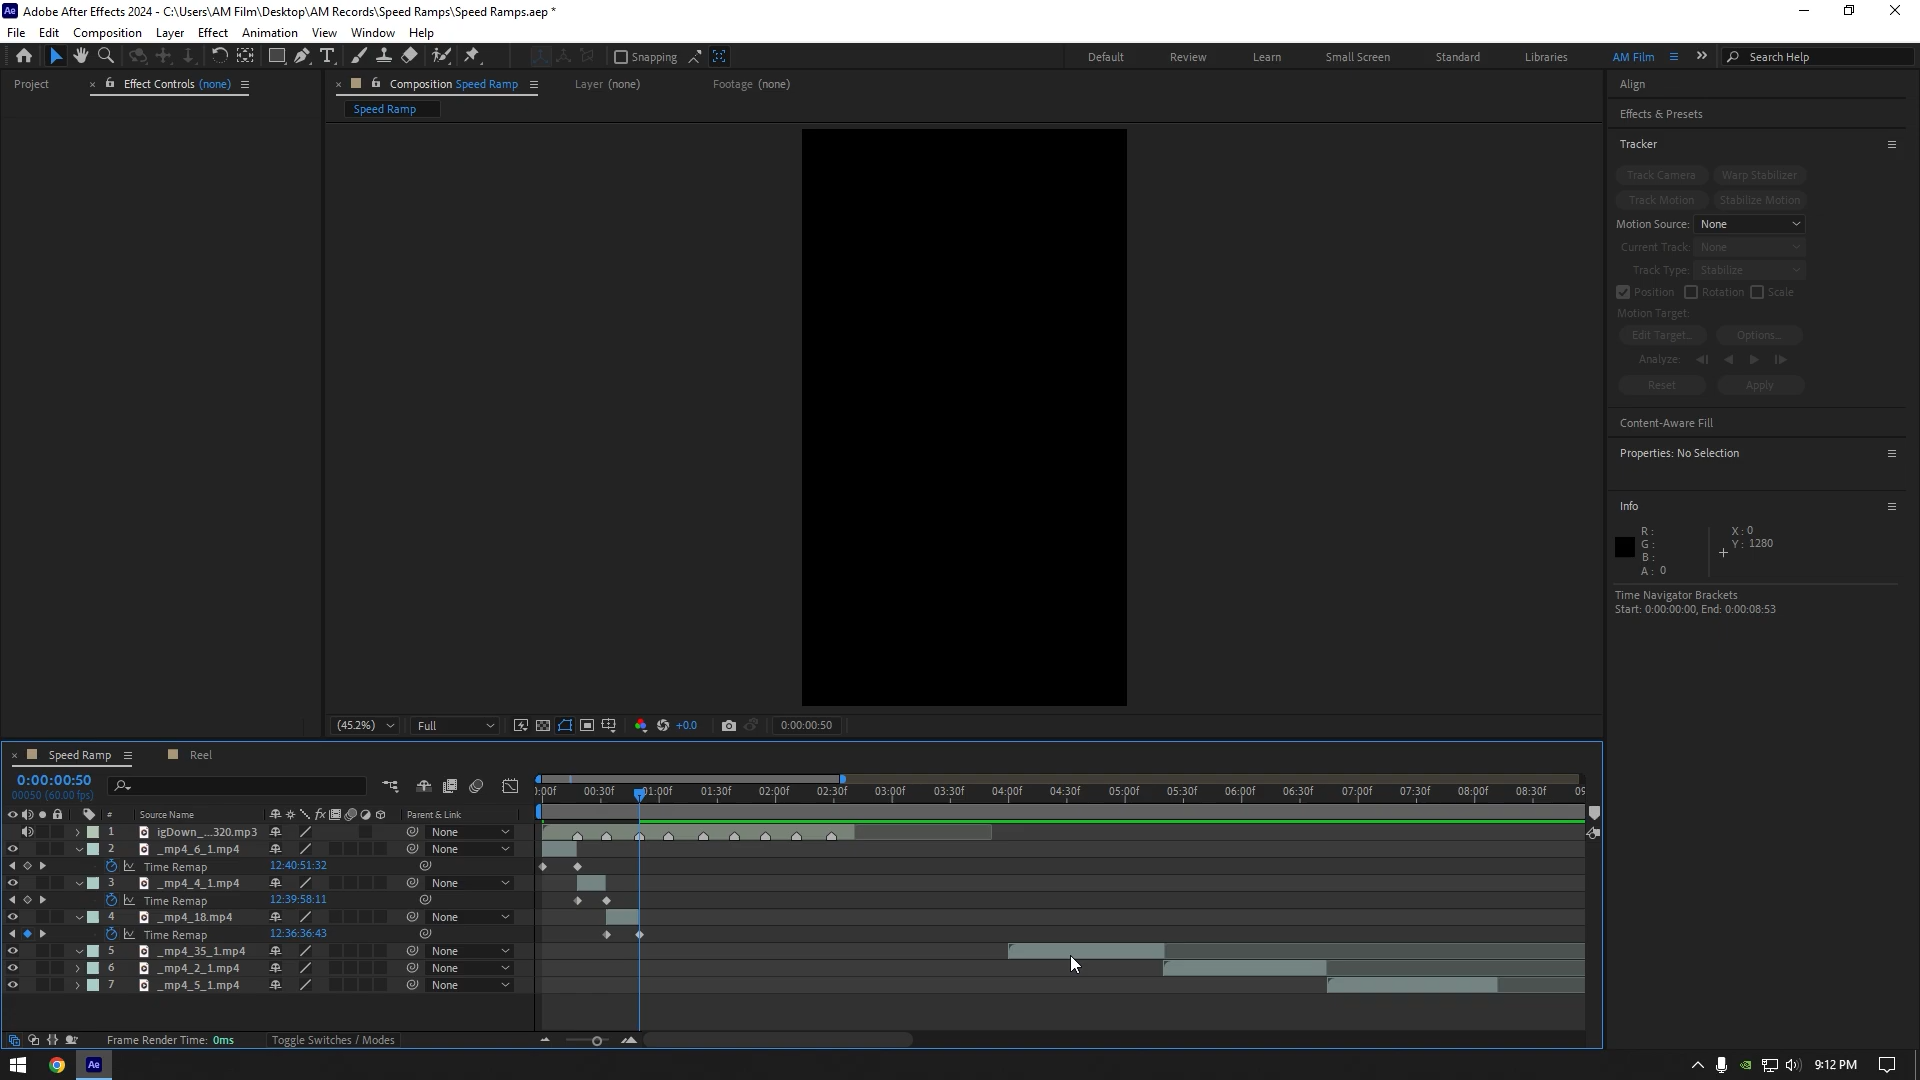 Adobe After Effects 2024 - C:\Users\AM Film\Desktop\AM Records\Speed Ramps\Speed Ramps.aep *
File Edit Composition Layer Effect Animation View Window Help
Snapping
Default Review Learn Small Screen Standard Libraries AM Film Search Help
Project Effect Controls (none) Composition Speed Ramp Layer (none) Footage (none)
Speed Ramp
Align
Effects & Presets
Tracker
Track Camera Warp Stabilizer
Track Motion Stabilize Motion
Motion Source: None
Current Track: None
Track Type: Stabilize
Position Rotation Scale
Motion Target:
Edit Target... Options...
Analyze:
Reset Apply
Content-Aware Fill
Properties: No Selection
Info
R: X: 0
G: Y: 1280
B:
A: 0
Time Navigator Brackets
Start: 0:00:00:00, End: 0:00:08:53
(45.2%) Full +0.0 0:00:00:50
Speed Ramp Reel
0:00:00:50
00050 (60.00 fps)
:00f 00:30f 01:00f 01:30f 02:00f 02:30f 03:00f 03:30f 04:00f 04:30f 05:00f 05:30f 06:00f 06:30f 07:00f 07:30f 08:00f 08:30f 09
# Source Name fx Parent & Link
1 igDown_...320.mp3 None
2 _mp4_6_1.mp4 None
Time Remap 12:40:51:32
3 _mp4_4_1.mp4 None
Time Remap 12:39:58:11
4 _mp4_18.mp4 None
Time Remap 12:36:36:43
5 _mp4_35_1.mp4 None
6 _mp4_2_1.mp4 None
7 _mp4_5_1.mp4 None
Frame Render Time: 0ms Toggle Switches / Modes
Ae
9:12 PM